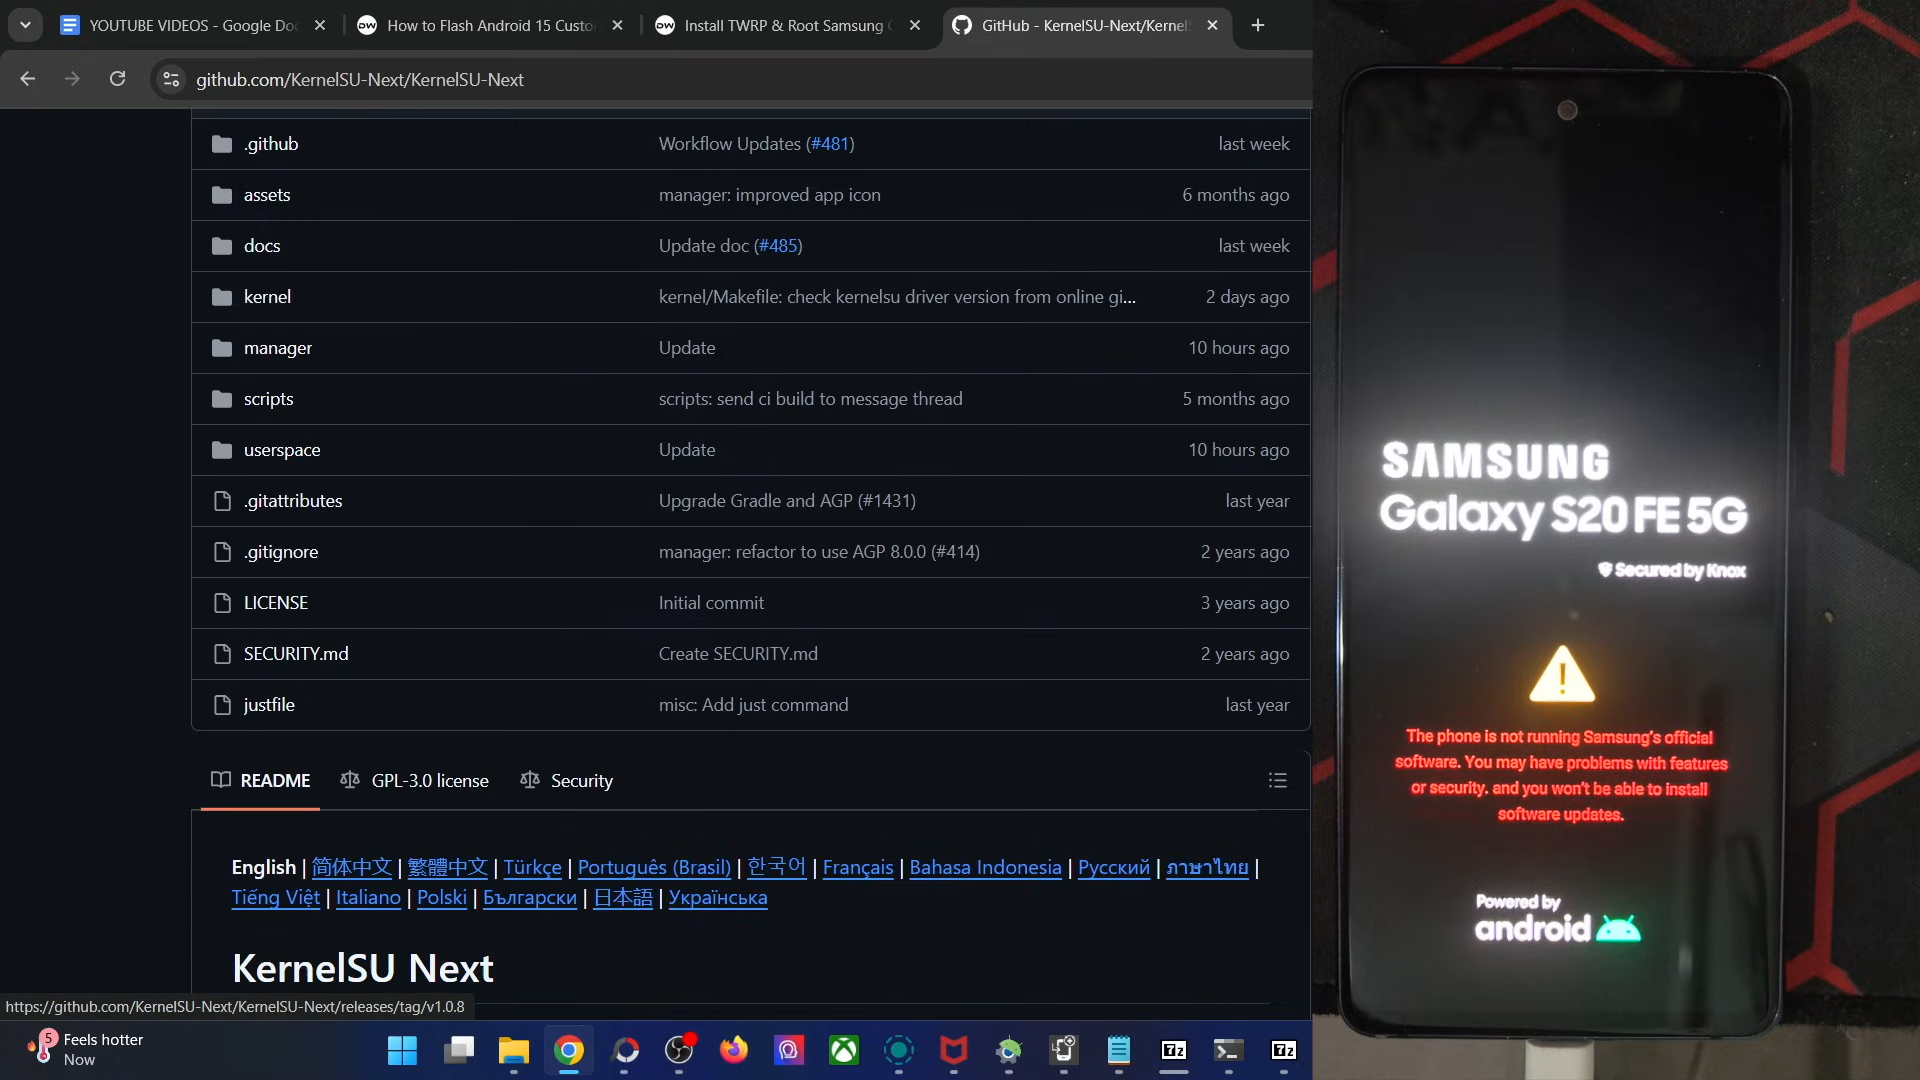 YOUTUBE VIDEOS - Google Do
How to Flash Android 15 Custo
Install TWRP & Root Samsung
GitHub - KernelSU-Next/Kernel
github.com/KernelSU-Next/KernelSU-Next
.github Workflow Updates (#481) last week
assets manager: improved app icon 6 months ago
docs Update doc (#485) last week
kernel kernel/Makefile: check kernelsu driver version from online gi... 2 days ago
manager Update 10 hours ago
scripts scripts: send ci build to message thread 5 months ago
userspace Update 10 hours ago
.gitattributes Upgrade Gradle and AGP (#1431) last year
.gitignore manager: refactor to use AGP 8.0.0 (#414) 2 years ago
LICENSE Initial commit 3 years ago
SECURITY.md Create SECURITY.md 2 years ago
justfile misc: Add just command last year
README GPL-3.0 license Security
English | 简体中文 | 繁體中文 | Türkçe | Português (Brasil) | 한국어 | Français | Bahasa Indonesia | Русский | ภาษาไทย |
Tiếng Việt | Italiano | Polski | Български | 日本語 | Українська
KernelSU Next
https://github.com/KernelSU-Next/KernelSU-Next/releases/tag/v1.0.8
5
Feels hotter
Now
7z
7z
SAMSUNG
Galaxy S20 FE 5G
Secured by Knox
!
The phone is not running Samsung's official
software. You may have problems with features
or security. and you won't be able to install
software updates.
Powered by
android